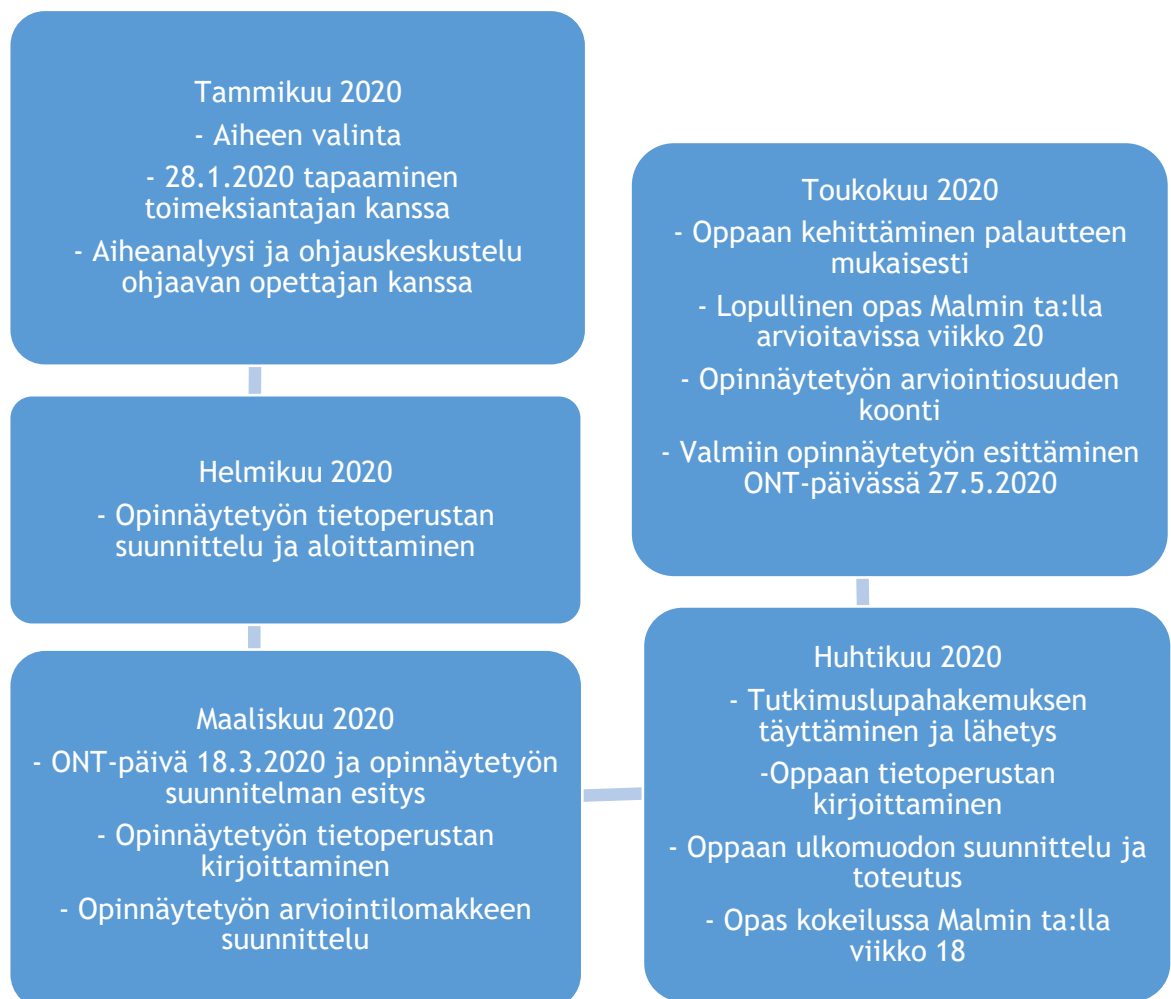 Tammikuu 2020
- Aiheen valinta
- 28.1.2020 tapaaminen
toimeksiantajan kanssa
- Aiheanalyysi ja ohjauskeskustelu
ohjaavan opettajan kanssa
Helmikuu 2020
- Opinnäytetyön tietoperustan
suunnittelu ja aloittaminen
Maaliskuu 2020
- ONT-päivä 18.3.2020 ja opinnäytetyön
suunnitelman esitys
- Opinnäytetyön tietoperustan
kirjoittaminen
- Opinnäytetyön arviointilomakkeen
suunnittelu
Huhtikuu 2020
- Tutkimuslupahakemuksen
täyttäminen ja lähetys
-Oppaan tietoperustan
kirjoittaminen
- Oppaan ulkomuodon suunnittelu ja
toteutus
- Opas kokeilussa Malmin ta:lla
viikko 18
Toukokuu 2020
- Oppaan kehittäminen palautteen
mukaisesti
- Lopullinen opas Malmin ta:lla
arvioitavissa viikko 20
- Opinnäytetyön arviointiosuuden
koonti
- Valmiin opinnäytetyön esittäminen
ONT-päivässä 27.5.2020